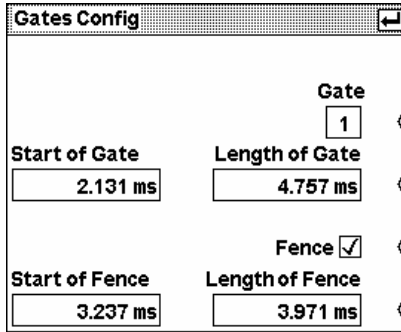 Gates Config
Gate
1
Start of Gate Length of Gate
2.131 ms 4.757 ms
Fence
Start of Fence Length of Fence
3.237 ms 3.971 ms